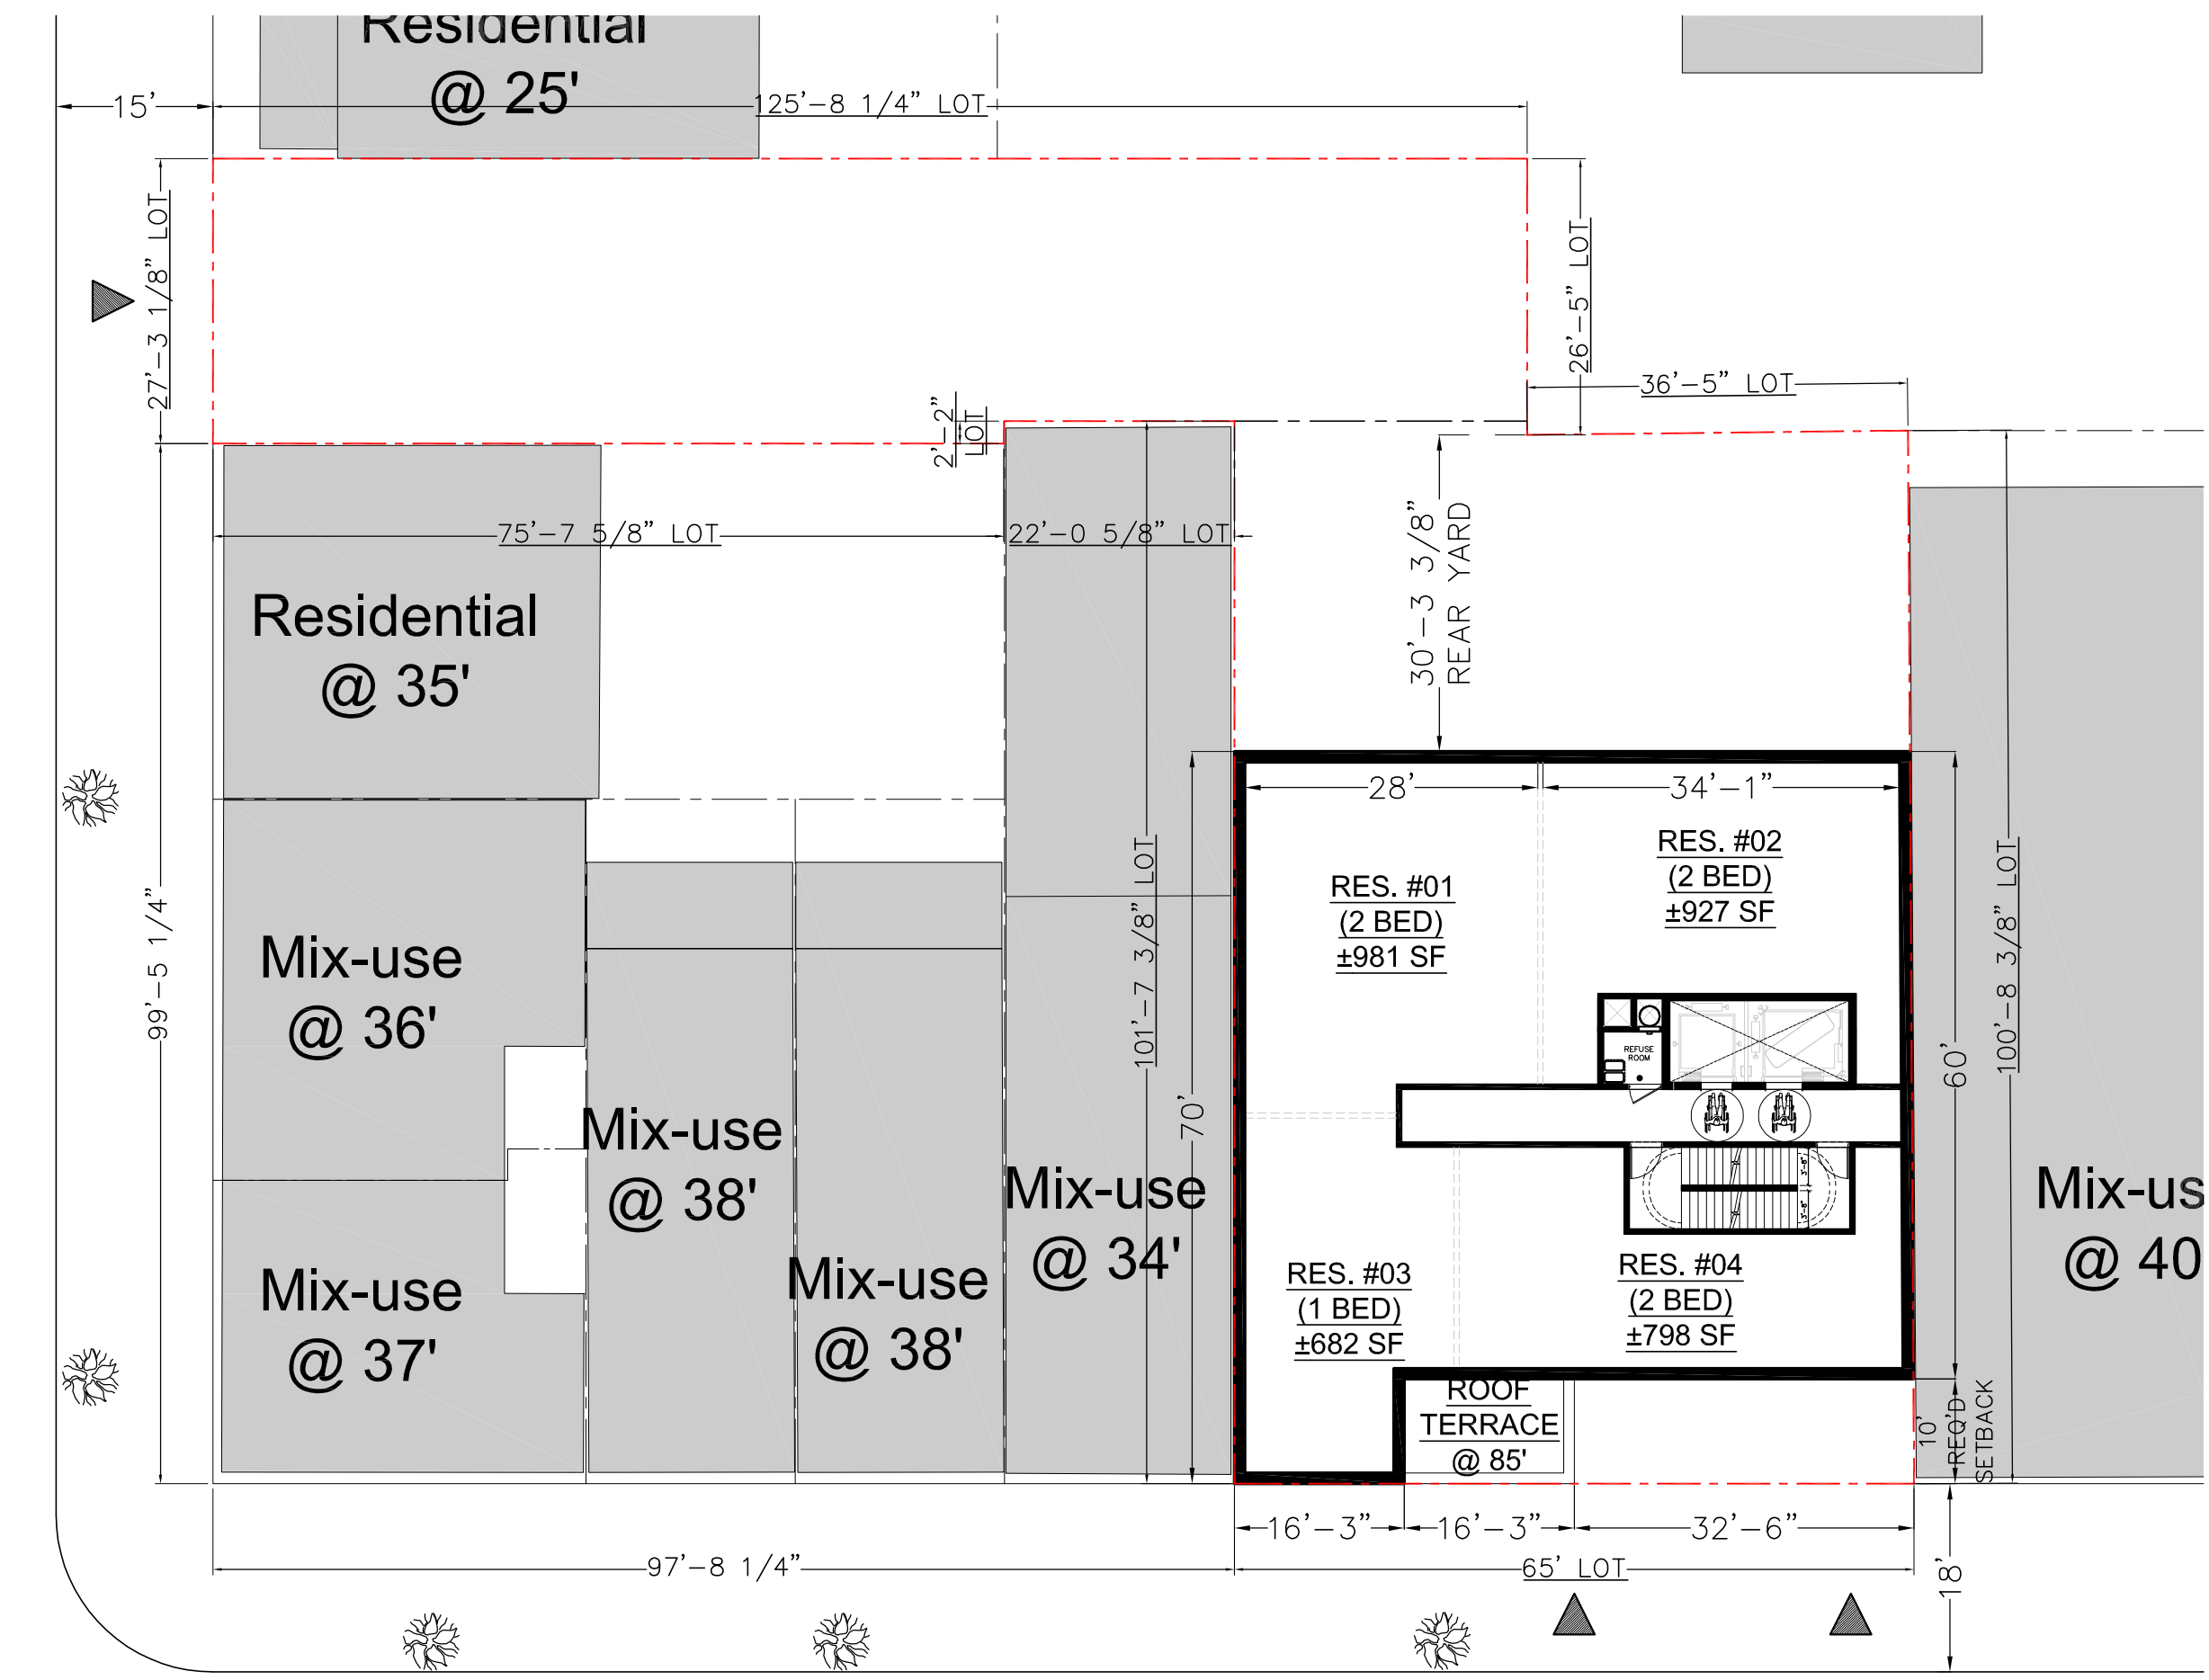 Residential
@ 25'
15'
125'-8 1/4" LOT
27'-3 1/8" LOT
26'-5" LOT
36'-5" LOT
2'-2"
LOT
75'-7 5/8" LOT
22'-0 5/8" LOT
30'-3 3/8"
REAR YARD
Residential
@ 35'
28'
34'-1"
RES. #02
(2 BED)
±927 SF
RES. #01
(2 BED)
±981 SF
99'-5 1/4"
101'-7 3/8" LOT
100'-8 3/8" LOT
Mix-use
@ 36'
REFUSE
ROOM
60'
70'
Mix-use
@ 38'
Mix-use
@ 34'
3'-8"
3'-8"
Mix-us
@ 40
Mix-use
@ 37'
Mix-use
@ 38'
RES. #03
(1 BED)
±682 SF
RES. #04
(2 BED)
±798 SF
ROOF
TERRACE
@ 85'
10'
REQ'D
SETBACK
16'-3"
16'-3"
32'-6"
97'-8 1/4"
65' LOT
18'